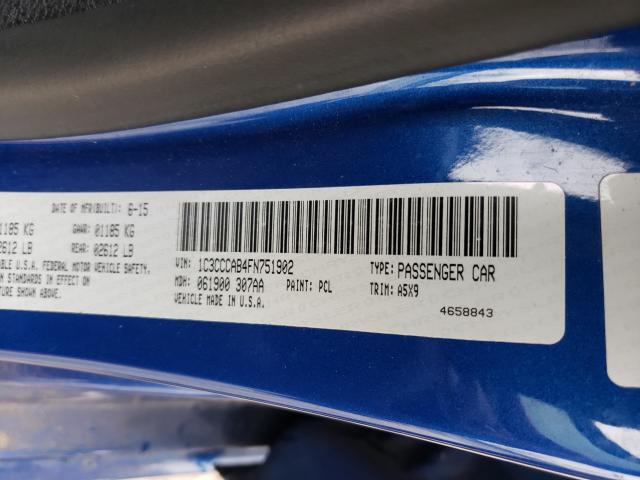 DATE OF MFR(BUILT): 6-15
1185 KG GAWR: 01185 KG
2612 LB REAR: 02612 LB
ABLE U.S.A. FEDERAL MOTOR VEHICLE SAFETY
STANDARDS IN EFFECT ON
TURE SHOWN ABOVE.
VIN: 1C3CCCAB4FN751902 TYPE: PASSENGER CAR
MDH: 061900 307AA PAINT: PCL TRIM: A5X9
VEHICLE MADE IN U.S.A.
4658843